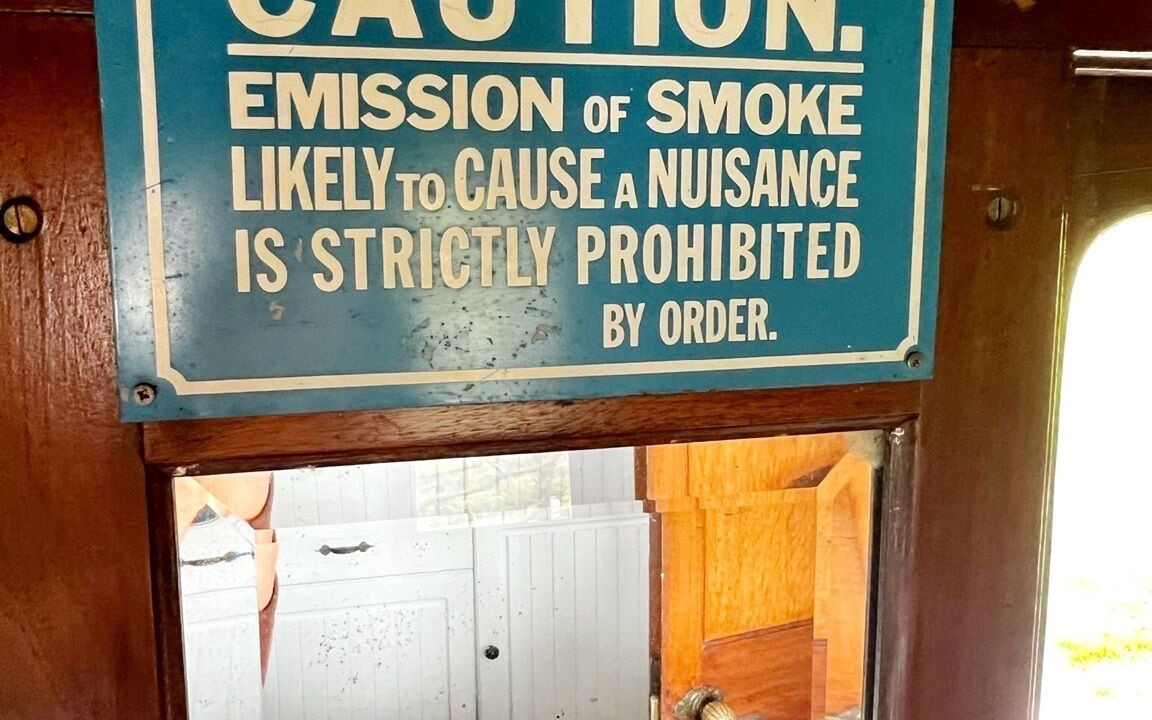 CAUTION.
EMISSION OF SMOKE
LIKELY TO CAUSE A NUISANCE
IS STRICTLY PROHIBITED
BY ORDER.